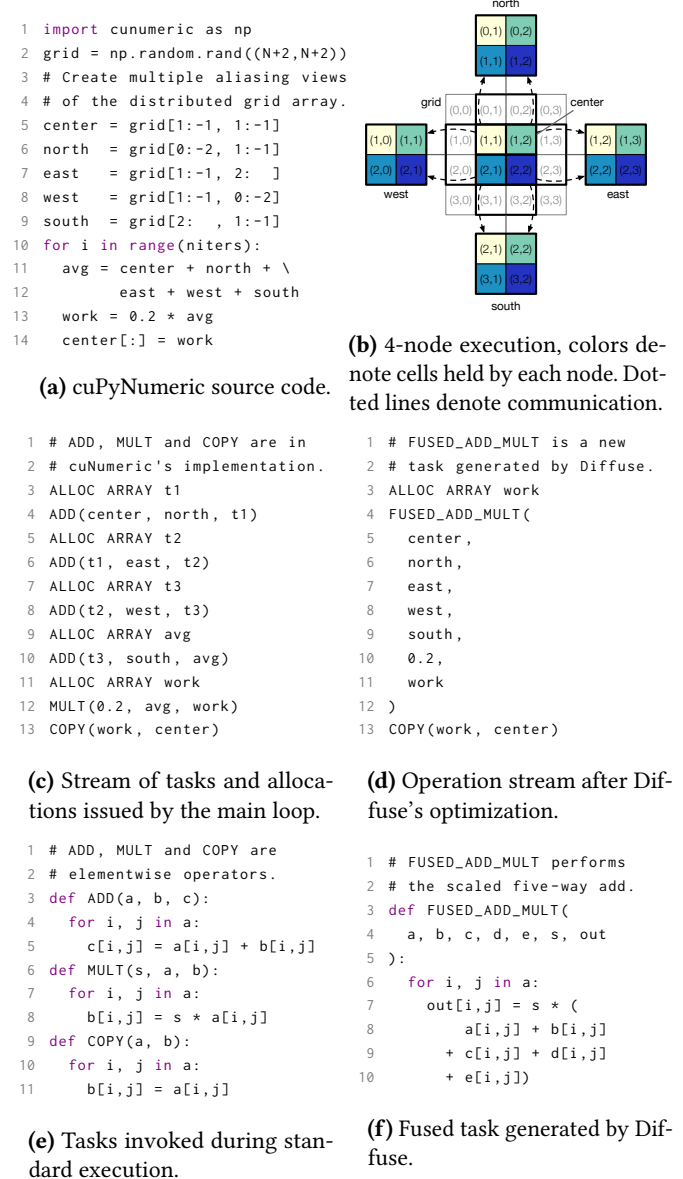 1 import cunumeric as np
2 grid = np.random.rand((N+2,N+2))
3 # Create multiple aliasing views
4 # of the distributed grid array.
5 center = grid[1:-1, 1:-1]
6 north  = grid[0:-2, 1:-1]
7 east   = grid[1:-1, 2:  ]
8 west   = grid[1:-1, 0:-2]
9 south  = grid[2:  , 1:-1]
10 for i in range(niters):
11   avg = center + north + \
12         east + west + south
13   work = 0.2 * avg
14   center[:] = work
(a) cuPyNumeric source code.
north
(0,1) (0,2)
(1,1) (1,2)
grid
center
(0,0) (0,1) (0,2) (0,3)
(1,0) (1,1) (1,0) (1,1) (1,2) (1,3) (1,2) (1,3)
(2,0) (2,1) (2,0) (2,1) (2,2) (2,3) (2,2) (2,3)
west
east
(3,0) (3,1) (3,2) (3,3)
(2,1) (2,2)
(3,1) (3,2)
south
(b) 4-node execution, colors de-
note cells held by each node. Dot-
ted lines denote communication.
1 # ADD, MULT and COPY are in
2 # cuNumeric's implementation.
3 ALLOC ARRAY t1
4 ADD(center, north, t1)
5 ALLOC ARRAY t2
6 ADD(t1, east, t2)
7 ALLOC ARRAY t3
8 ADD(t2, west, t3)
9 ALLOC ARRAY avg
10 ADD(t3, south, avg)
11 ALLOC ARRAY work
12 MULT(0.2, avg, work)
13 COPY(work, center)
(c) Stream of tasks and alloca-
tions issued by the main loop.
1 # FUSED_ADD_MULT is a new
2 # task generated by Diffuse.
3 ALLOC ARRAY work
4 FUSED_ADD_MULT(
5   center,
6   north,
7   east,
8   west,
9   south,
10   0.2,
11   work
12 )
13 COPY(work, center)
(d) Operation stream after Dif-
fuse's optimization.
1 # ADD, MULT and COPY are
2 # elementwise operators.
3 def ADD(a, b, c):
4   for i, j in a:
5     c[i,j] = a[i,j] + b[i,j]
6 def MULT(s, a, b):
7   for i, j in a:
8     b[i,j] = s * a[i,j]
9 def COPY(a, b):
10   for i, j in a:
11     b[i,j] = a[i,j]
(e) Tasks invoked during stan-
dard execution.
1 # FUSED_ADD_MULT performs
2 # the scaled five-way add.
3 def FUSED_ADD_MULT(
4   a, b, c, d, e, s, out
5 ):
6   for i, j in a:
7     out[i,j] = s * (
8         a[i,j] + b[i,j]
9       + c[i,j] + d[i,j]
10       + e[i,j])
(f) Fused task generated by Dif-
fuse.